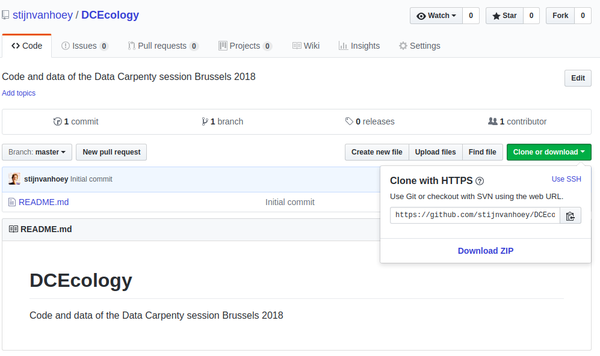 stijnvanhoey / DCEcology
Watch 0 Star 0 Fork 0
Code Issues 0 Pull requests 0 Projects 0 Wiki Insights Settings
Code and data of the Data Carpenty session Brussels 2018
Edit
Add topics
1 commit 1 branch 0 releases 1 contributor
Branch: master New pull request Create new file Upload files Find file Clone or download
stijnvanhoey Initial commit
README.md Initial commit
Clone with HTTPS Use SSH
Use Git or checkout with SVN using the web URL.
https://github.com/stijnvanhoey/DCEcc
Download ZIP
README.md
DCEcology
Code and data of the Data Carpenty session Brussels 2018